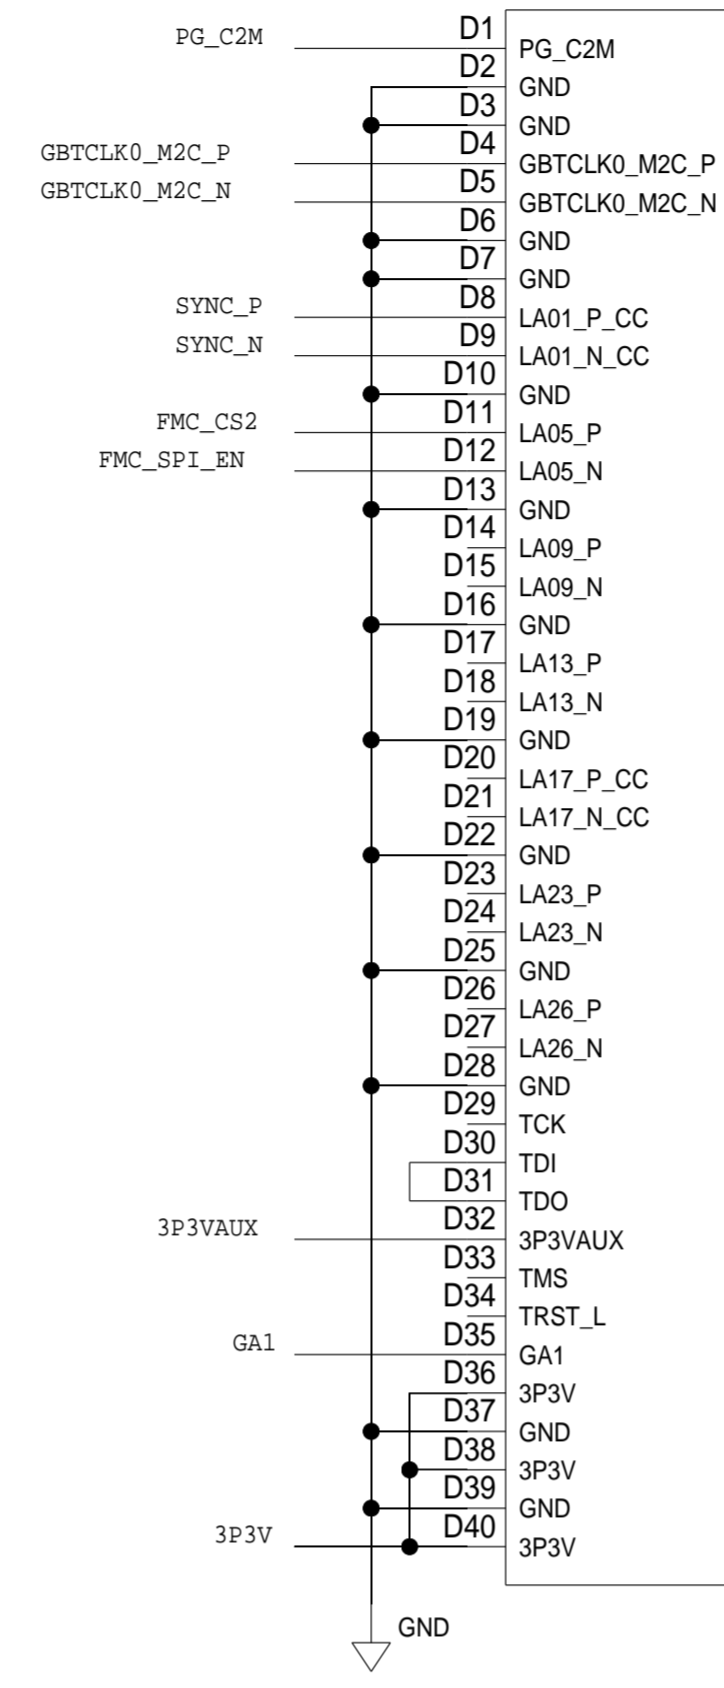 D1
PG_C2M
PG_C2M
D2
GND
D3
GND
D4
GBTCLK0_M2C_P
GBTCLK0_M2C_P
D5
GBTCLK0_M2C_N
GBTCLK0_M2C_N
D6
GND
D7
GND
D8
SYNC_P
LA01_P_CC
D9
SYNC_N
LA01_N_CC
D10
GND
D11
FMC_CS2
LA05_P
D12
FMC_SPI_EN
LA05_N
D13
GND
D14
LA09_P
D15
LA09_N
D16
GND
D17
LA13_P
D18
LA13_N
D19
GND
D20
LA17_P_CC
D21
LA17_N_CC
D22
GND
D23
LA23_P
D24
LA23_N
D25
GND
D26
LA26_P
D27
LA26_N
D28
GND
D29
TCK
D30
TDI
D31
TDO
D32
3P3VAUX
3P3VAUX
D33
TMS
D34
TRST_L
D35
GA1
GA1
D36
3P3V
D37
GND
D38
3P3V
D39
GND
D40
3P3V
3P3V
GND